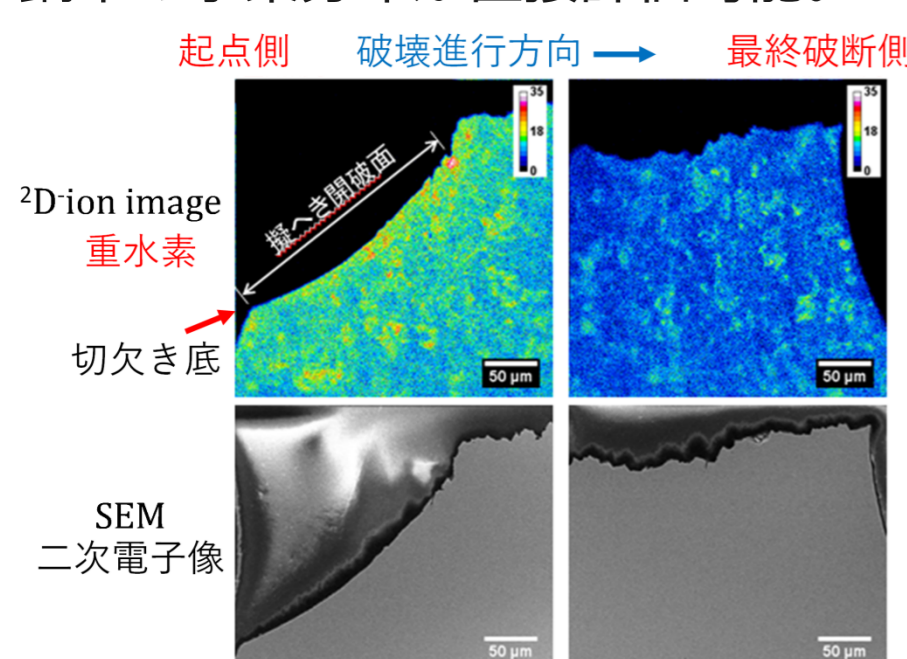 起点側 破壊進行方向 最終破断側
35
18
0
35
18
0
擬へき開破面
²D⁻ion image
重水素
切欠き底
50 μm
50 μm
SEM
二次電子像
50 μm
50 μm